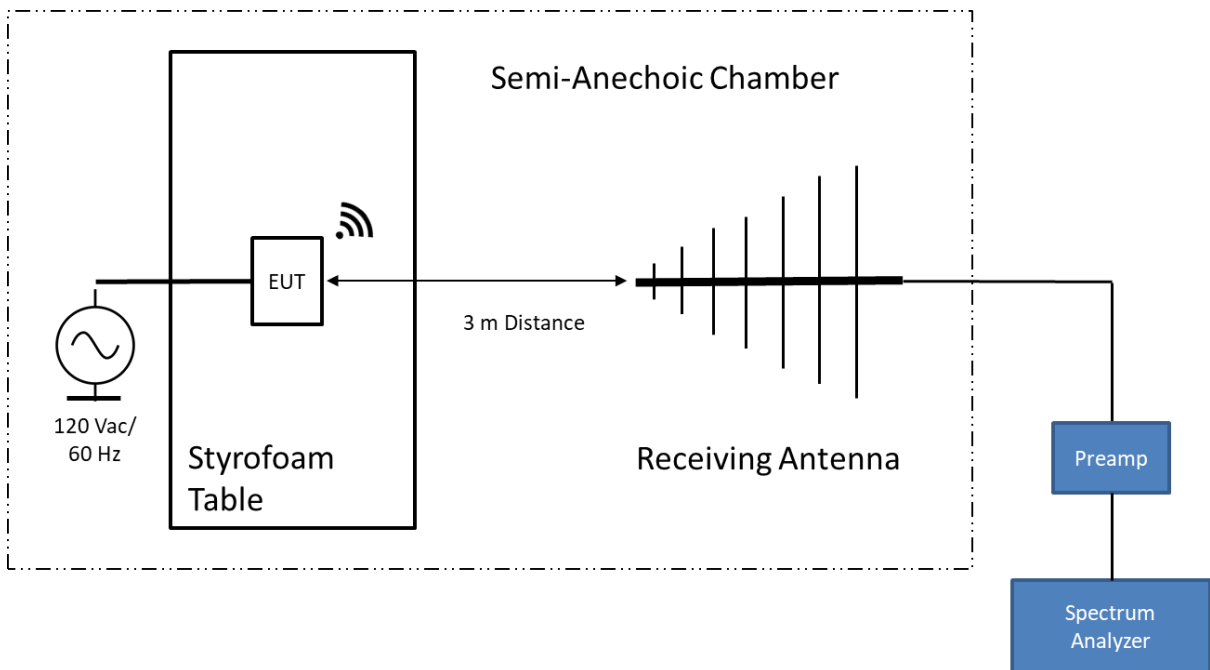 Semi-Anechoic Chamber
EUT
3 m Distance
120 Vac/
60 Hz
Styrofoam
Table
Receiving Antenna
Preamp
Spectrum
Analyzer